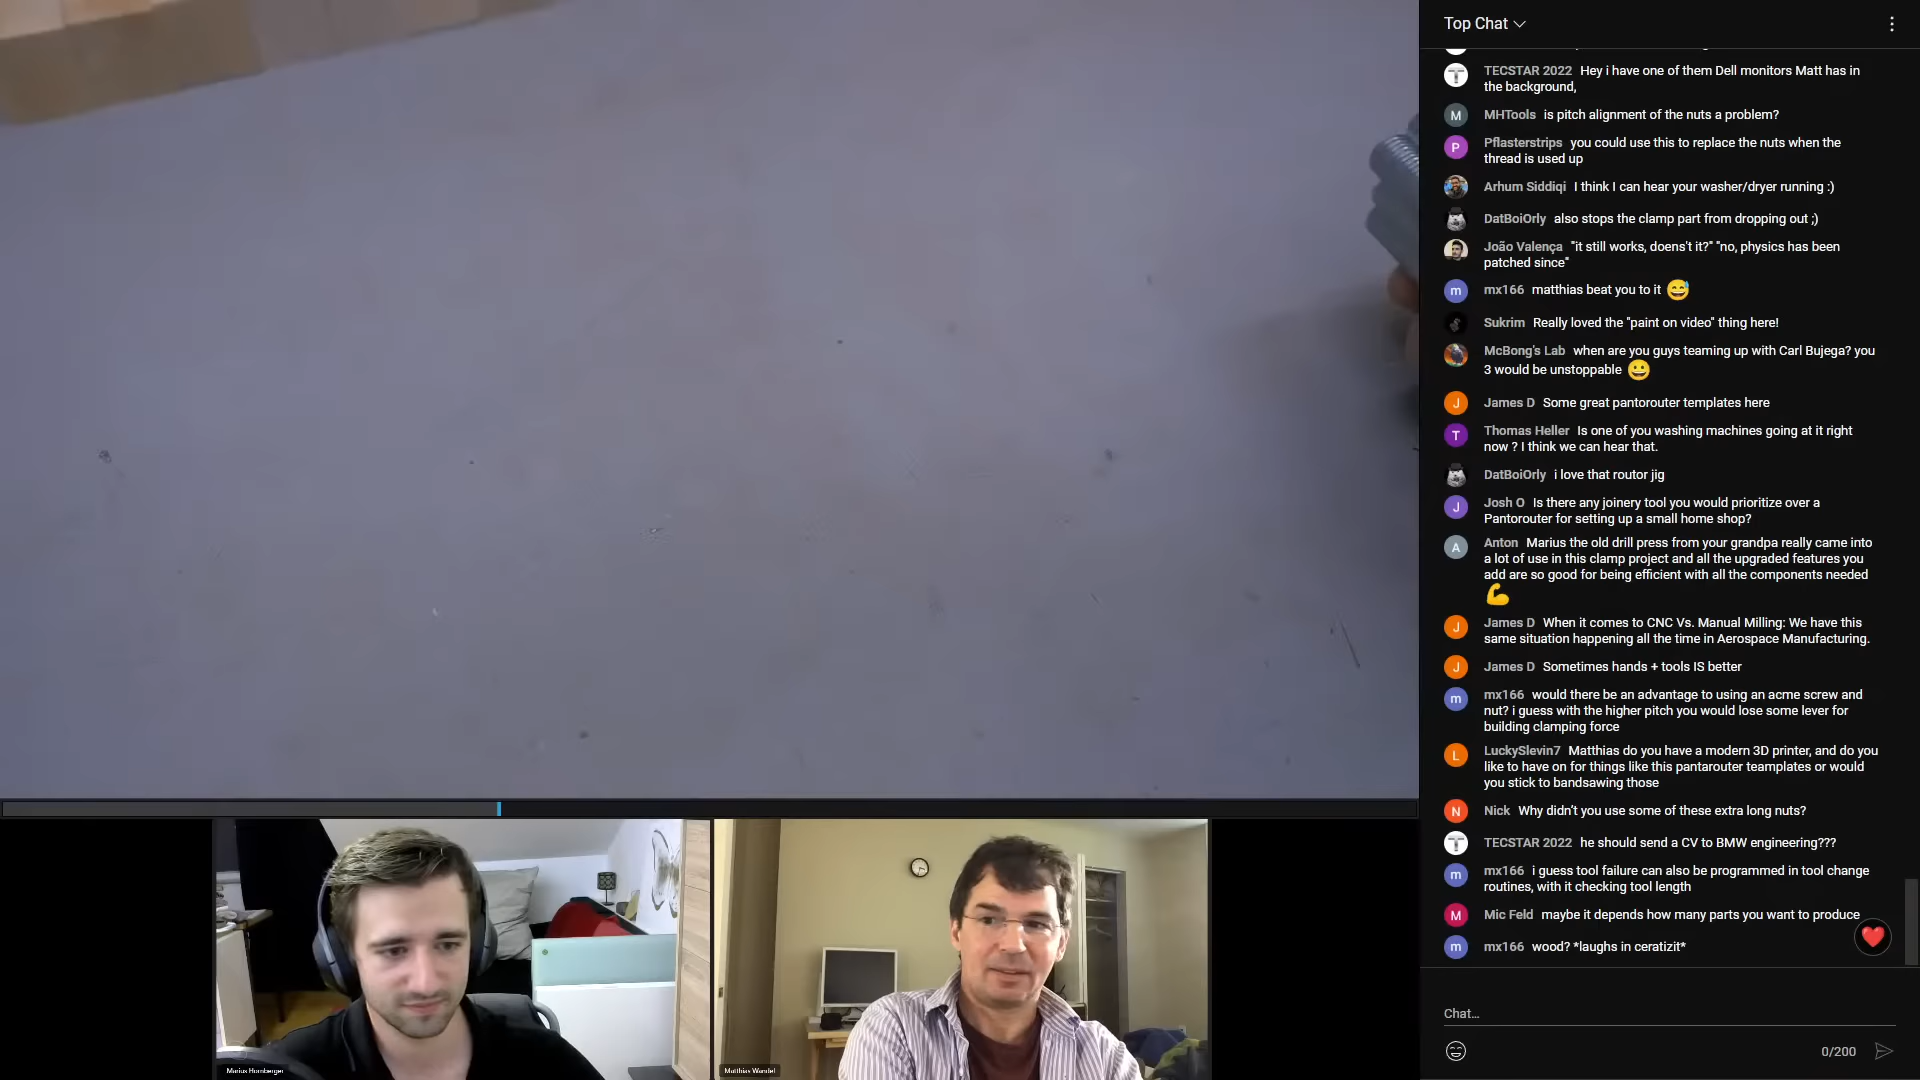 Top Chat
TECSTAR 2022 Hey i have one of them Dell monitors Matt has in
the background,
MHTools is pitch alignment of the nuts a problem?
Pflasterstrips you could use this to replace the nuts when the
thread is used up
Arhum Siddiqi I think I can hear your washer/dryer running :)
DatBoiOrly also stops the clamp part from dropping out ;)
João Valença "it still works, doens't it?" "no, physics has been
patched since"
mx166 matthias beat you to it 😅
Sukrim Really loved the "paint on video" thing here!
McBong's Lab when are you guys teaming up with Carl Bujega? you
3 would be unstoppable 😀
James D Some great pantorouter templates here
Thomas Heller Is one of you washing machines going at it right
now ? I think we can hear that.
DatBoiOrly i love that routor jig
Josh O Is there any joinery tool you would prioritize over a
Pantorouter for setting up a small home shop?
Anton Marius the old drill press from your grandpa really came into
a lot of use in this clamp project and all the upgraded features you
add are so good for being efficient with all the components needed
💪
James D When it comes to CNC Vs. Manual Milling: We have this
same situation happening all the time in Aerospace Manufacturing.
James D Sometimes hands + tools IS better
mx166 would there be an advantage to using an acme screw and
nut? i guess with the higher pitch you would lose some lever for
building clamping force
LuckySlevin7 Matthias do you have a modern 3D printer, and do you
like to have on for things like this pantarouter teamplates or would
you stick to bandsawing those
Nick Why didn't you use some of these extra long nuts?
TECSTAR 2022 he should send a CV to BMW engineering???
mx166 i guess tool failure can also be programmed in tool change
routines, with it checking tool length
Mic Feld maybe it depends how many parts you want to produce
mx166 wood? *laughs in ceratizit*
Chat...
0/200
Marius Hornberger
Matthias Wandel